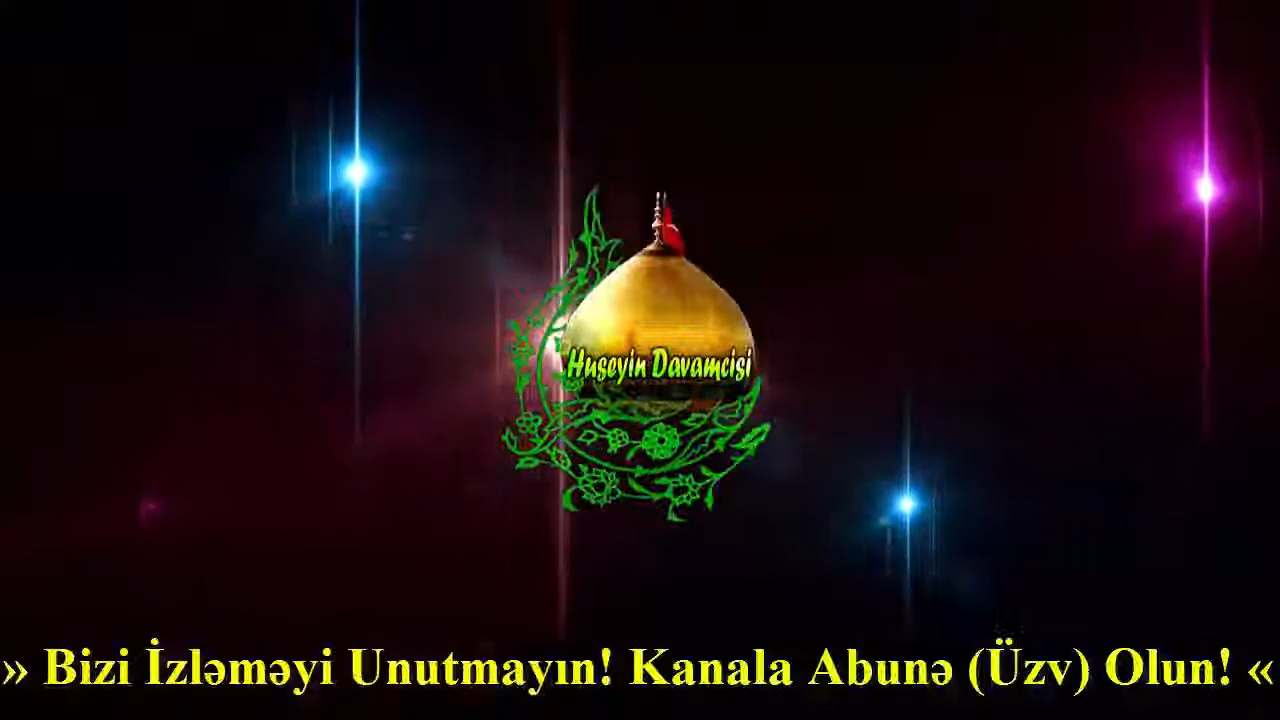 Huseyin Davamcisi
» Bizi İzləməyi Unutmayın! Kanala Abunə (Üzv) Olun! «